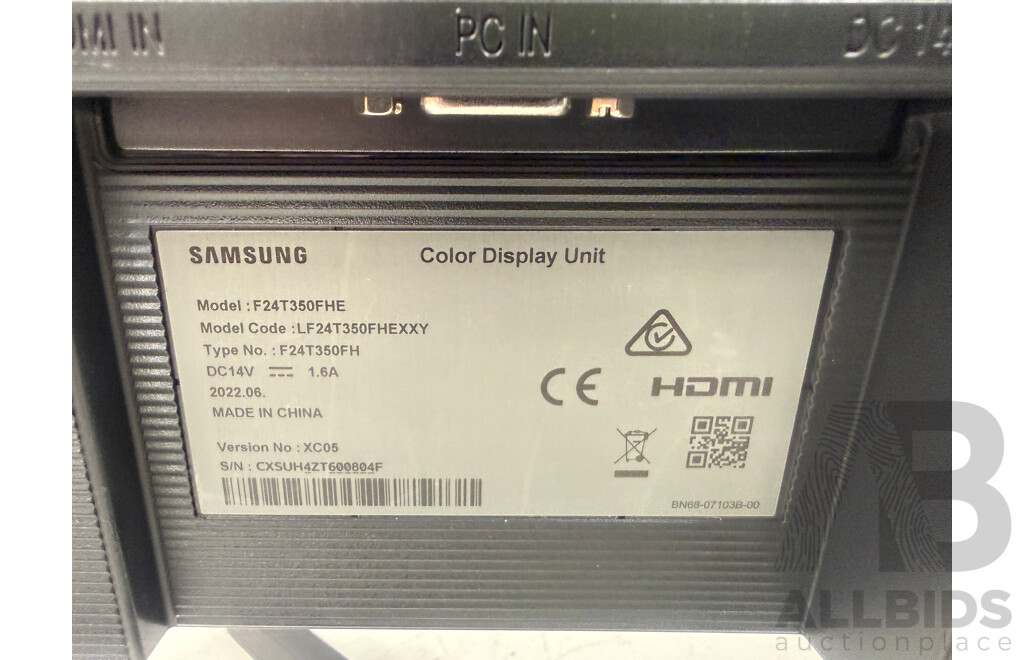 MI IN PC IN DC 14
SAMSUNG
Color Display Unit
Model : F24T350FHE
Model Code :LF24T350FHEXXY
Type No. : F24T350FH
DC14V 1.6A
2022.06.
MADE IN CHINA
Version No : XC05
S/N : CXSUH4ZT600804F
CE HDMI
BN68-07103B-00
AB
ALLBIDS
auctionplace